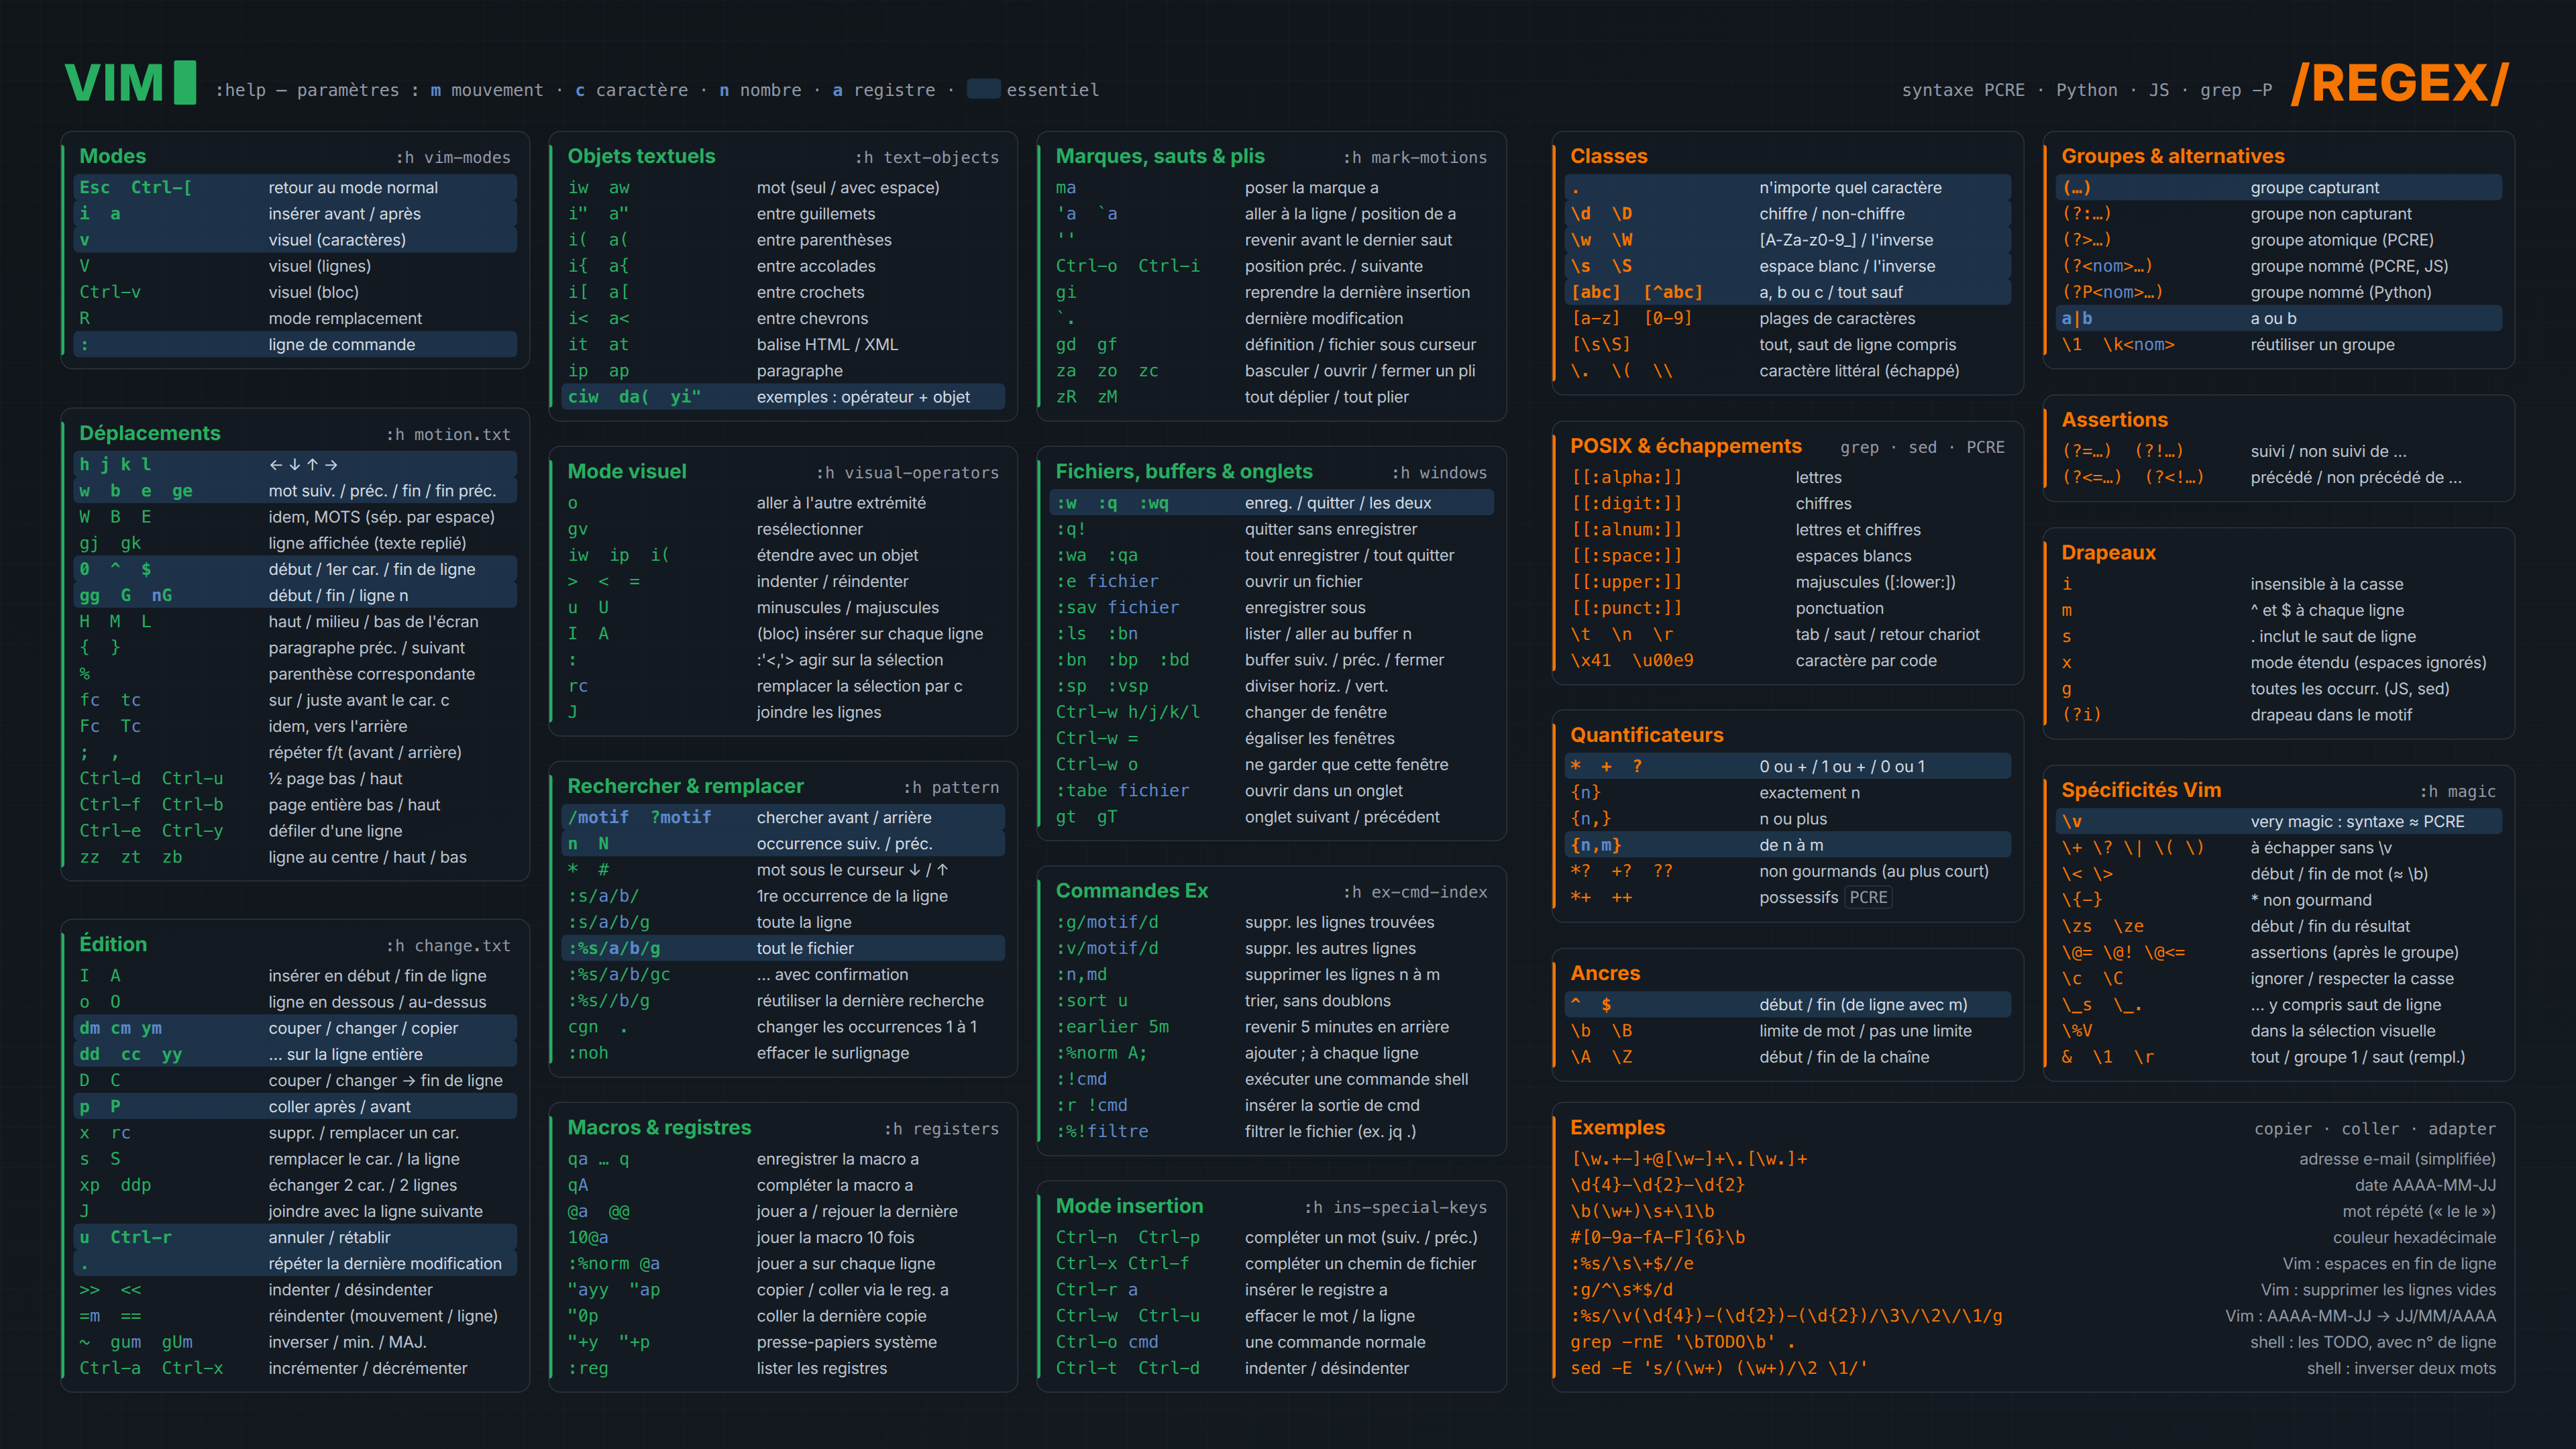 VIM
:help – paramètres : m mouvement · c caractère · n nombre · a registre · essentiel
syntaxe PCRE · Python · JS · grep -P /REGEX/
Modes :h vim-modes
Esc Ctrl-[ retour au mode normal
i a insérer avant / après
v visuel (caractères)
V visuel (lignes)
Ctrl-v visuel (bloc)
R mode remplacement
: ligne de commande
Déplacements :h motion.txt
h j k l ← ↓ ↑ →
w b e ge mot suiv. / préc. / fin / fin préc.
W B E idem, MOTS (sép. par espace)
gj gk ligne affichée (texte replié)
0 ^ $ début / 1er car. / fin de ligne
gg G nG début / fin / ligne n
H M L haut / milieu / bas de l'écran
{ } paragraphe préc. / suivant
% parenthèse correspondante
fc tc sur / juste avant le car. c
Fc Tc idem, vers l'arrière
; , répéter f/t (avant / arrière)
Ctrl-d Ctrl-u ½ page bas / haut
Ctrl-f Ctrl-b page entière bas / haut
Ctrl-e Ctrl-y défiler d'une ligne
zz zt zb ligne au centre / haut / bas
Édition :h change.txt
I A insérer en début / fin de ligne
o O ligne en dessous / au-dessus
dm cm ym couper / changer / copier
dd cc yy ... sur la ligne entière
D C couper / changer → fin de ligne
p P coller après / avant
x rc suppr. / remplacer un car.
s S remplacer le car. / la ligne
xp ddp échanger 2 car. / 2 lignes
J joindre avec la ligne suivante
u Ctrl-r annuler / rétablir
. répéter la dernière modification
>> << indenter / désindenter
=m == réindenter (mouvement / ligne)
~ gum gUm inverser / min. / MAJ.
Ctrl-a Ctrl-x incrémenter / décrémenter
Objets textuels :h text-objects
iw aw mot (seul / avec espace)
i" a" entre guillemets
i( a( entre parenthèses
i{ a{ entre accolades
i[ a[ entre crochets
i< a< entre chevrons
it at balise HTML / XML
ip ap paragraphe
ciw da( yi" exemples : opérateur + objet
Mode visuel :h visual-operators
o aller à l'autre extrémité
gv resélectionner
iw ip i( étendre avec un objet
> < = indenter / réindenter
u U minuscules / majuscules
I A (bloc) insérer sur chaque ligne
: :'<,'> agir sur la sélection
rc remplacer la sélection par c
J joindre les lignes
Rechercher & remplacer :h pattern
/motif ?motif chercher avant / arrière
n N occurrence suiv. / préc.
* # mot sous le curseur ↓ / ↑
:s/a/b/ 1re occurrence de la ligne
:s/a/b/g toute la ligne
:%s/a/b/g tout le fichier
:%s/a/b/gc ... avec confirmation
:%s//b/g réutiliser la dernière recherche
cgn . changer les occurrences 1 à 1
:noh effacer le surlignage
Macros & registres :h registers
qa … q enregistrer la macro a
qA compléter la macro a
@a @@ jouer a / rejouer la dernière
10@a jouer la macro 10 fois
:%norm @a jouer a sur chaque ligne
"ayy "ap copier / coller via le reg. a
"0p coller la dernière copie
"+y "+p presse-papiers système
:reg lister les registres
Marques, sauts & plis :h mark-motions
ma poser la marque a
'a `a aller à la ligne / position de a
'' revenir avant le dernier saut
Ctrl-o Ctrl-i position préc. / suivante
gi reprendre la dernière insertion
`. dernière modification
gd gf définition / fichier sous curseur
za zo zc basculer / ouvrir / fermer un pli
zR zM tout déplier / tout plier
Fichiers, buffers & onglets :h windows
:w :q :wq enreg. / quitter / les deux
:q! quitter sans enregistrer
:wa :qa tout enregistrer / tout quitter
:e fichier ouvrir un fichier
:sav fichier enregistrer sous
:ls :bn lister / aller au buffer n
:bn :bp :bd buffer suiv. / préc. / fermer
:sp :vsp diviser horiz. / vert.
Ctrl-w h/j/k/l changer de fenêtre
Ctrl-w = égaliser les fenêtres
Ctrl-w o ne garder que cette fenêtre
:tabe fichier ouvrir dans un onglet
gt gT onglet suivant / précédent
Commandes Ex :h ex-cmd-index
:g/motif/d suppr. les lignes trouvées
:v/motif/d suppr. les autres lignes
:n,md supprimer les lignes n à m
:sort u trier, sans doublons
:earlier 5m revenir 5 minutes en arrière
:%norm A; ajouter ; à chaque ligne
:!cmd exécuter une commande shell
:r !cmd insérer la sortie de cmd
:%!filtre filtrer le fichier (ex. jq .)
Mode insertion :h ins-special-keys
Ctrl-n Ctrl-p compléter un mot (suiv. / préc.)
Ctrl-x Ctrl-f compléter un chemin de fichier
Ctrl-r a insérer le registre a
Ctrl-w Ctrl-u effacer le mot / la ligne
Ctrl-o cmd une commande normale
Ctrl-t Ctrl-d indenter / désindenter
Classes
. n'importe quel caractère
\d \D chiffre / non-chiffre
\w \W [A-Za-z0-9_] / l'inverse
\s \S espace blanc / l'inverse
[abc] [^abc] a, b ou c / tout sauf
[a-z] [0-9] plages de caractères
[\s\S] tout, saut de ligne compris
\. \( \\ caractère littéral (échappé)
POSIX & échappements grep · sed · PCRE
[[:alpha:]] lettres
[[:digit:]] chiffres
[[:alnum:]] lettres et chiffres
[[:space:]] espaces blancs
[[:upper:]] majuscules ([:lower:])
[[:punct:]] ponctuation
\t \n \r tab / saut / retour chariot
\x41 \u00e9 caractère par code
Quantificateurs
* + ? 0 ou + / 1 ou + / 0 ou 1
{n} exactement n
{n,} n ou plus
{n,m} de n à m
*? +? ?? non gourmands (au plus court)
*+ ++ possessifs PCRE
Ancres
^ $ début / fin (de ligne avec m)
\b \B limite de mot / pas une limite
\A \Z début / fin de la chaîne
Groupes & alternatives
(…) groupe capturant
(?:…) groupe non capturant
(?>…) groupe atomique (PCRE)
(?<nom>…) groupe nommé (PCRE, JS)
(?P<nom>…) groupe nommé (Python)
a|b a ou b
\1 \k<nom> réutiliser un groupe
Assertions
(?=…) (?!…) suivi / non suivi de ...
(?<=…) (?<!…) précédé / non précédé de ...
Drapeaux
i insensible à la casse
m ^ et $ à chaque ligne
s . inclut le saut de ligne
x mode étendu (espaces ignorés)
g toutes les occurr. (JS, sed)
(?i) drapeau dans le motif
Spécificités Vim :h magic
\v very magic : syntaxe ≈ PCRE
\+ \? \| \( \) à échapper sans \v
\< \> début / fin de mot (≈ \b)
\{-} * non gourmand
\zs \ze début / fin du résultat
\@= \@! \@<= assertions (après le groupe)
\c \C ignorer / respecter la casse
\_s \_. ... y compris saut de ligne
\%V dans la sélection visuelle
& \1 \r tout / groupe 1 / saut (rempl.)
Exemples copier · coller · adapter
[\w.+-]+@[\w-]+\.[\w.]+ adresse e-mail (simplifiée)
\d{4}-\d{2}-\d{2} date AAAA-MM-JJ
\b(\w+)\s+\1\b mot répété (« le le »)
#[0-9a-fA-F]{6}\b couleur hexadécimale
:%s/\s\+$//e Vim : espaces en fin de ligne
:g/^\s*$/d Vim : supprimer les lignes vides
:%s/\v(\d{4})-(\d{2})-(\d{2})/\3\/\2\/\1/g Vim : AAAA-MM-JJ → JJ/MM/AAAA
grep -rnE '\bTODO\b' . shell : les TODO, avec n° de ligne
sed -E 's/(\w+) (\w+)/\2 \1/' shell : inverser deux mots